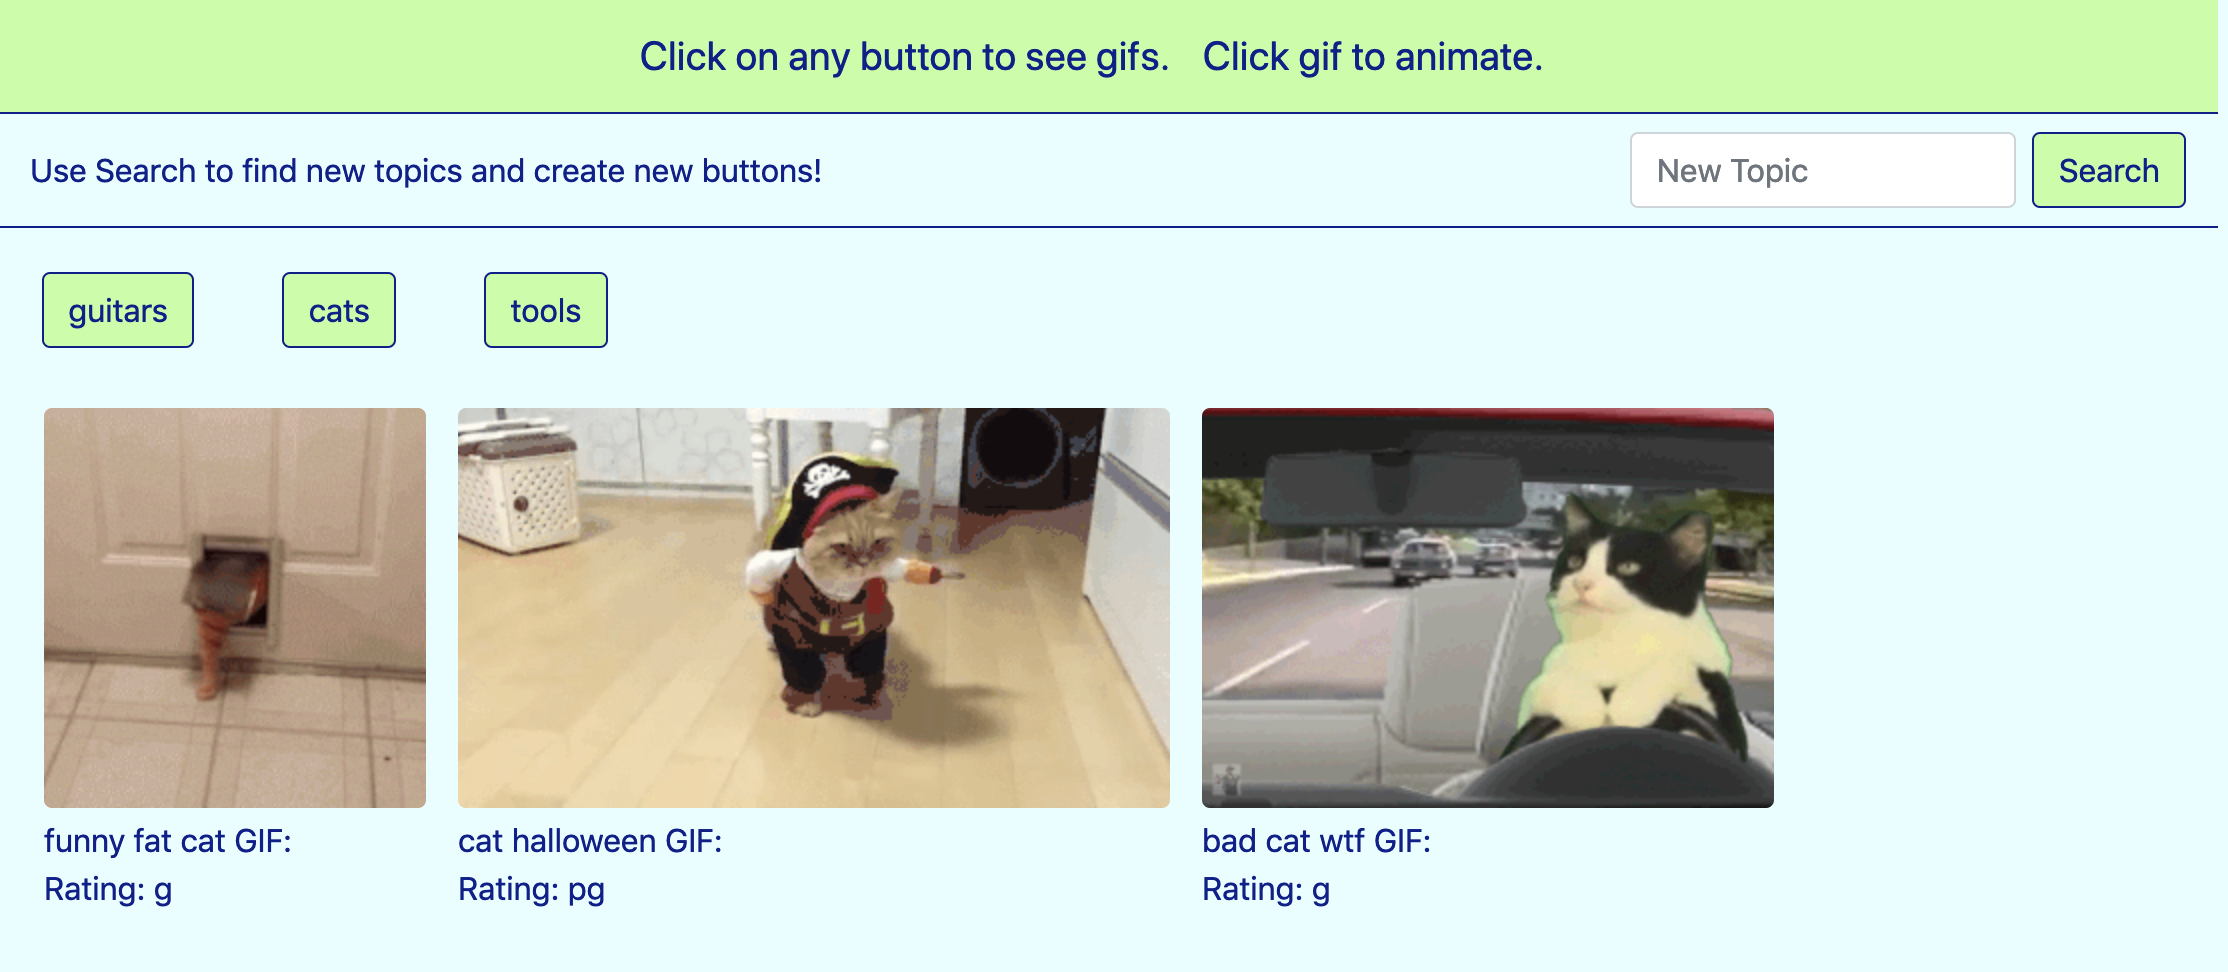 Click on any button to see gifs. Click gif to animate.
Use Search to find new topics and create new buttons!
New Topic
Search
guitars
cats
tools
funny fat cat GIF:
Rating: g
cat halloween GIF:
Rating: pg
bad cat wtf GIF:
Rating: g